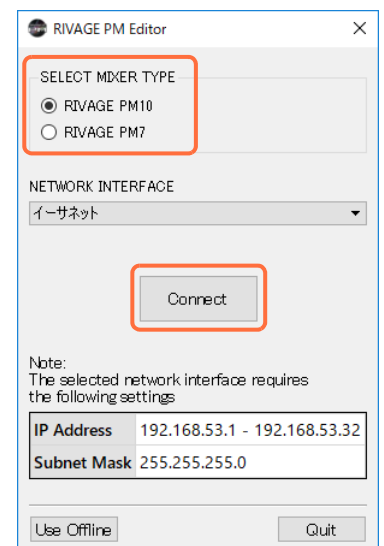 RIVAGE PM Editor
SELECT MIXER TYPE
RIVAGE PM10
RIVAGE PM7
NETWORK INTERFACE
イーサネット
Connect
Note:
The selected network interface requires
the following settings
IP Address 192.168.53.1 - 192.168.53.32
Subnet Mask 255.255.255.0
Use Offline Quit